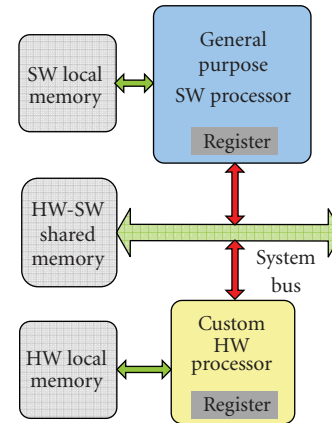 SW local
memory
General
purpose
SW processor
Register
HW-SW
shared
memory
System
bus
HW local
memory
Custom
HW
processor
Register